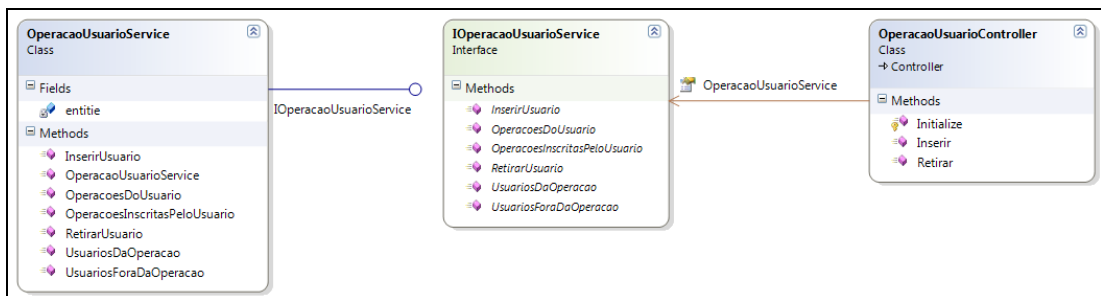 OperacaoUsuarioService
Class
Fields
entitie
Methods
InserirUsuario
OperacaoUsuarioService
OperacoesDoUsuario
OperacoesInscritasPeloUsuario
RetirarUsuario
UsuariosDaOperacao
UsuariosForaDaOperação
IOperacaoUsuarioService
IOperacaoUsuarioService
Interface
Methods
InserirUsuario
OperacoesDoUsuario
OperacoesInscritasPeloUsuario
RetirarUsuario
UsuariosDaOperacao
UsuariosForaDaOperacao
OperacaoUsuarioService
OperacaoUsuarioController
Class
Controller
Methods
Initialize
Inserir
Retirar